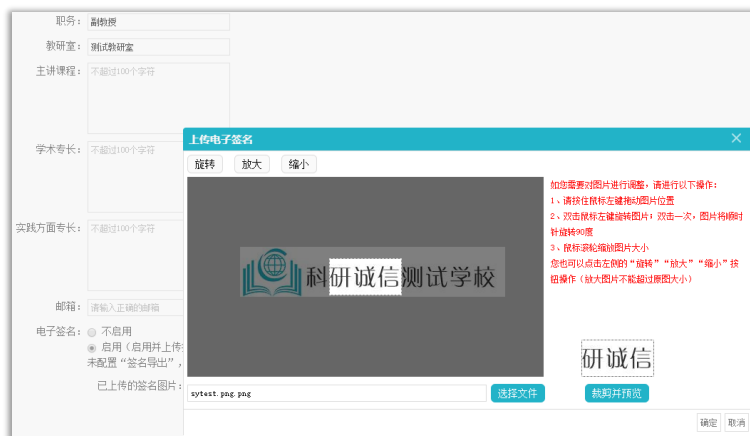 职务： 副教授
教研室： 测试教研室
主讲课程： 不超过100个字符
学术专长： 不超过100个字符
实践方面专长： 不超过100个字符
邮箱： 请输入正确的邮箱
电子签名： 不启用
启用（启用并上传
未配置“签名导出”，
已上传的签名图片：
上传电子签名
旋转 放大 缩小
科研诚信测试学校
如您需要对图片进行调整，请进行以下操作：
1、请按住鼠标左键拖动图片位置
2、双击鼠标左键旋转图片；双击一次，图片将顺时
针旋转90度
3、鼠标滚轮缩放图片大小
您也可以点击左侧的“旋转”“放大”“缩小”按
钮操作（放大图片不能超过原图大小）
研诚信
sytest.png.png 选择文件 裁剪并预览
确定 取消